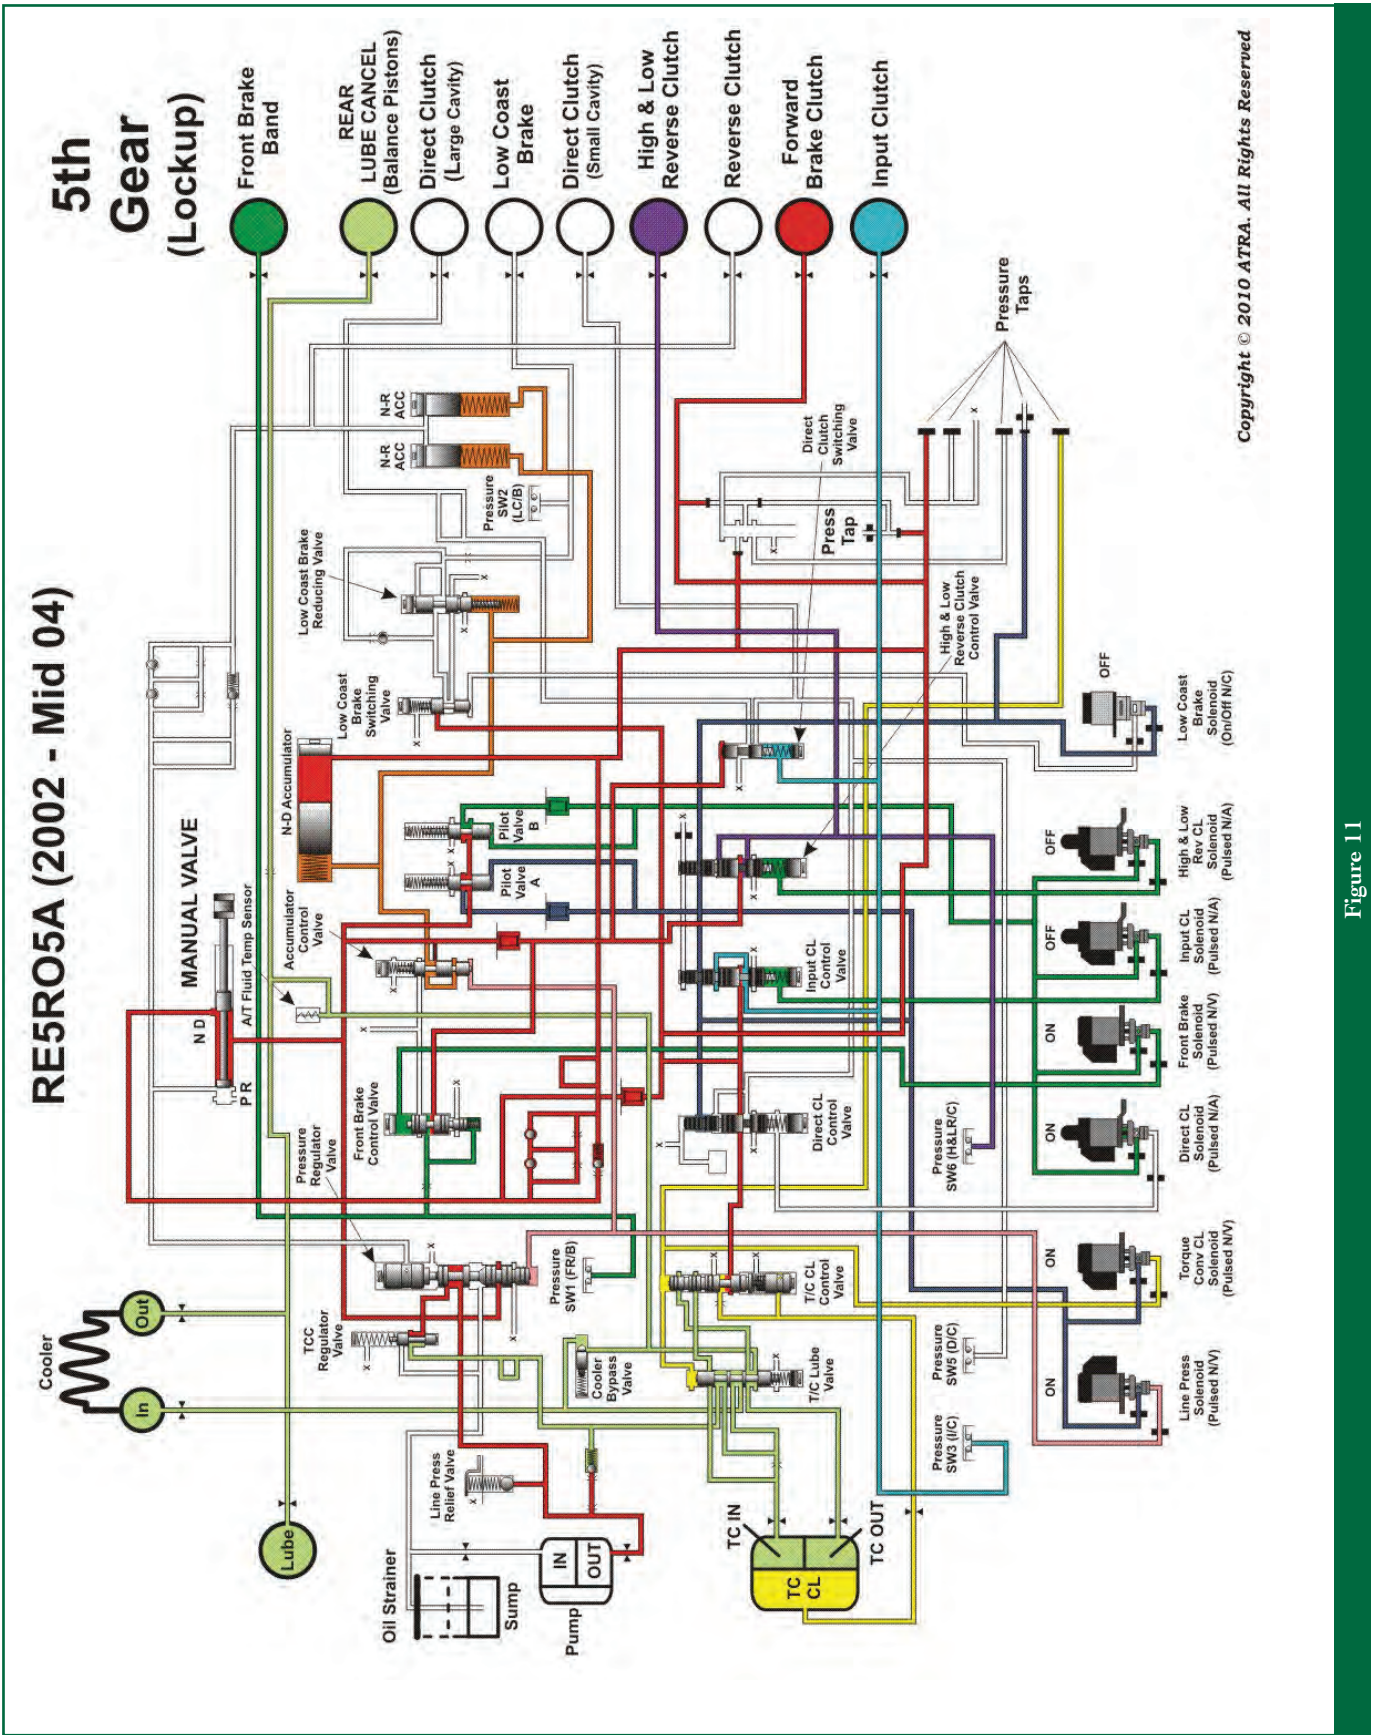 RE5RO5A (2002 - Mid 04)
5th
Gear
(Lockup)
Cooler
In
Out
Lube
Front Brake
Band
REAR
LUBE CANCEL
(Balance Pistons)
Direct Clutch
(Large Cavity)
Low Coast
Brake
Direct Clutch
(Small Cavity)
High & Low
Reverse Clutch
Reverse Clutch
Forward
Brake Clutch
Input Clutch
MANUAL VALVE
N D
P R
A/T Fluid Temp Sensor
N-D Accumulator
Accumulator
Control
Valve
Pressure
Regulator
Valve
Front Brake
Control Valve
TCC
Regulator
Valve
Low Coast
Brake
Switching
Valve
Low Coast Brake
Reducing Valve
N-R
ACC
N-R
ACC
Pressure
SW2
(LC/B)
Pilot
Valve
B
Pilot
Valve
A
Oil Strainer
Sump
Line Press
Relief Valve
Pump
IN
OUT
Pressure
SW1 (FR/B)
Cooler
Bypass
Valve
T/C CL
Control
Valve
T/C Lube
Valve
TC IN
TC OUT
TC
CL
Direct CL
Control
Valve
Input CL
Control
Valve
High & Low
Reverse Clutch
Control Valve
Direct
Clutch
Switching
Valve
Press
Tap
Pressure
Taps
Pressure
SW3 (I/C)
Pressure
SW5 (D/C)
Pressure
SW6 (H&LR/C)
ON
Line Press
Solenoid
(Pulsed N/V)
ON
Torque
Conv CL
Solenoid
(Pulsed N/V)
ON
Direct CL
Solenoid
(Pulsed N/A)
ON
Front Brake
Solenoid
(Pulsed N/V)
OFF
Input CL
Solenoid
(Pulsed N/A)
OFF
High & Low
Rev CL
Solenoid
(Pulsed N/A)
OFF
Low Coast
Brake
Solenoid
(On/Off N/C)
Copyright © 2010 ATRA. All Rights Reserved
Figure 11